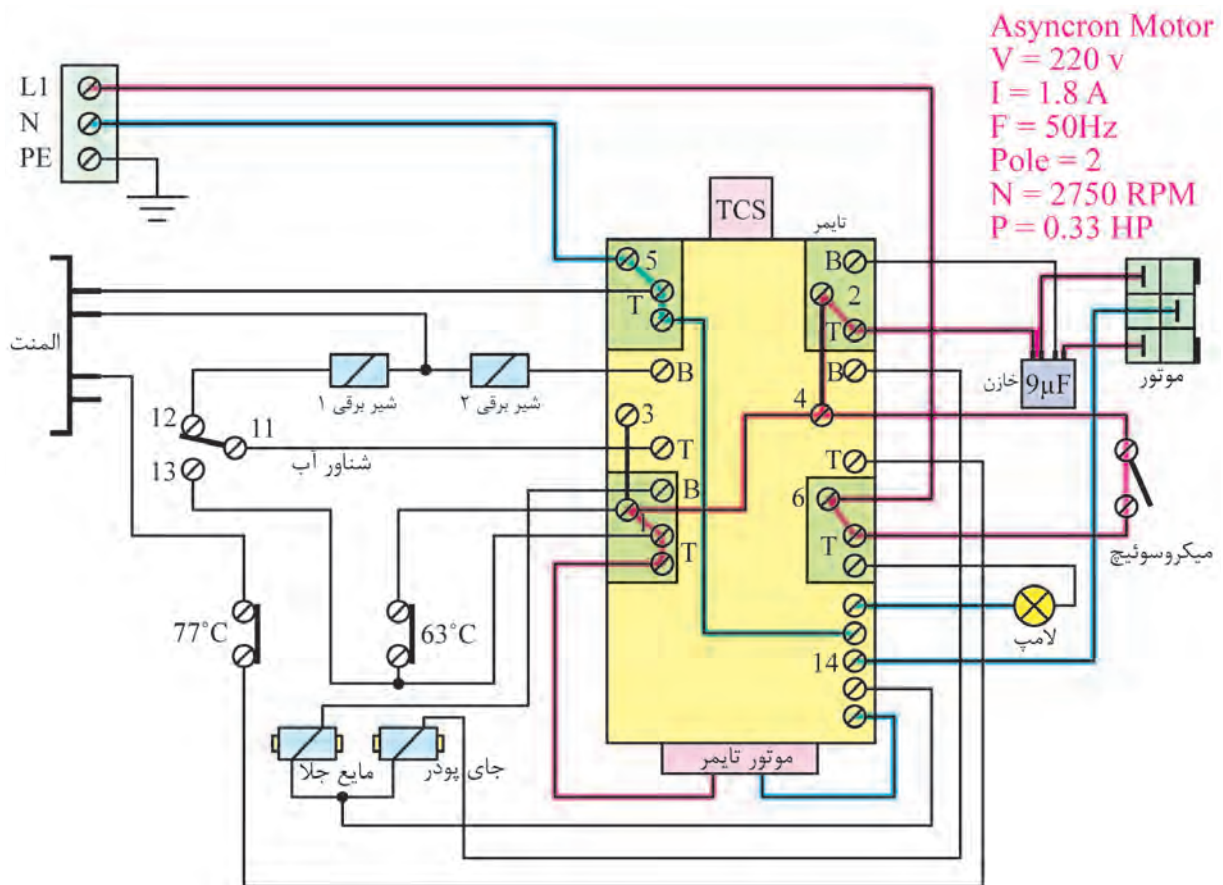 Asyncron Motor
V = 220 v
I = 1.8 A
F = 50Hz
Pole = 2
N = 2750 RPM
P = 0.33 HP
L1
N
PE
TCS
تایمر
5
T
B
2
T
B
المنت
شیر برقی ۱
شیر برقی ۲
B
خازن
9μF
موتور
12
11
13
شناور آب
3
T
4
T
B
1
T
6
T
میکروسوئیچ
لامپ
14
77°C
63°C
مایع جلا
جای پودر
موتور تایمر